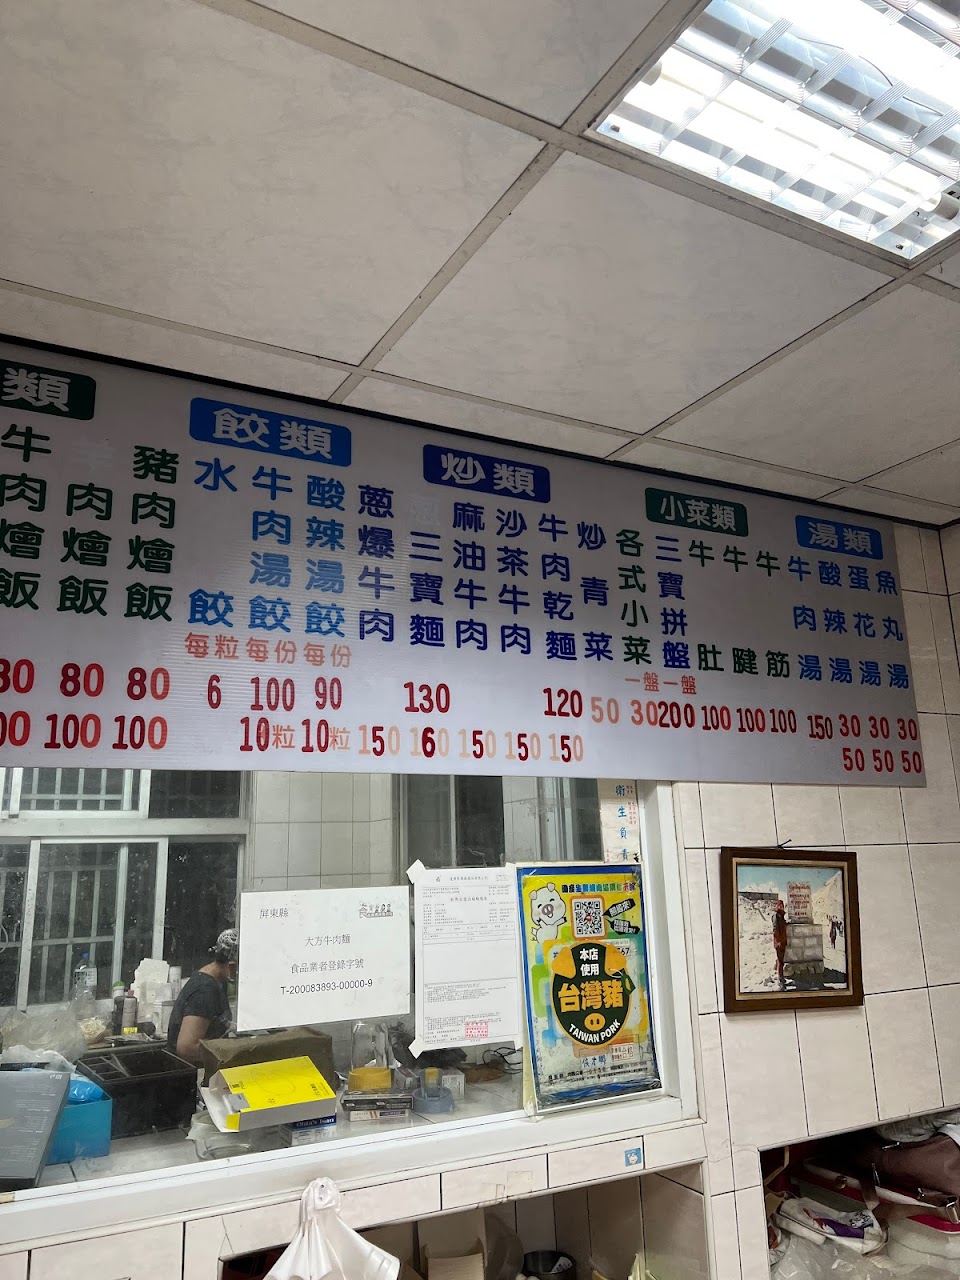 類
牛肉燴飯
肉燴飯
豬肉燴飯
80 80 80
100 100
餃類
水餃
牛肉湯餃
酸辣湯餃
每粒 每份 每份
6 100 90
10粒 10粒
炒類
蔥爆牛肉
三寶麵
麻油牛肉
沙茶牛肉
牛肉乾麵
炒青菜
130 120 50
150 160 150 150 150
小菜類
各式小菜
三寶拼盤
牛肚
牛腱
牛筋
一盤 一盤
30 200 100 100 100
湯類
牛肉湯
酸辣湯
蛋花湯
魚丸湯
150 30 30 30
50 50 50
衛生負責
屏東縣
大方牛肉麵
食品業者登錄字號
T-200083893-00000-9
本店
使用
台灣豬
TAIWAN PORK